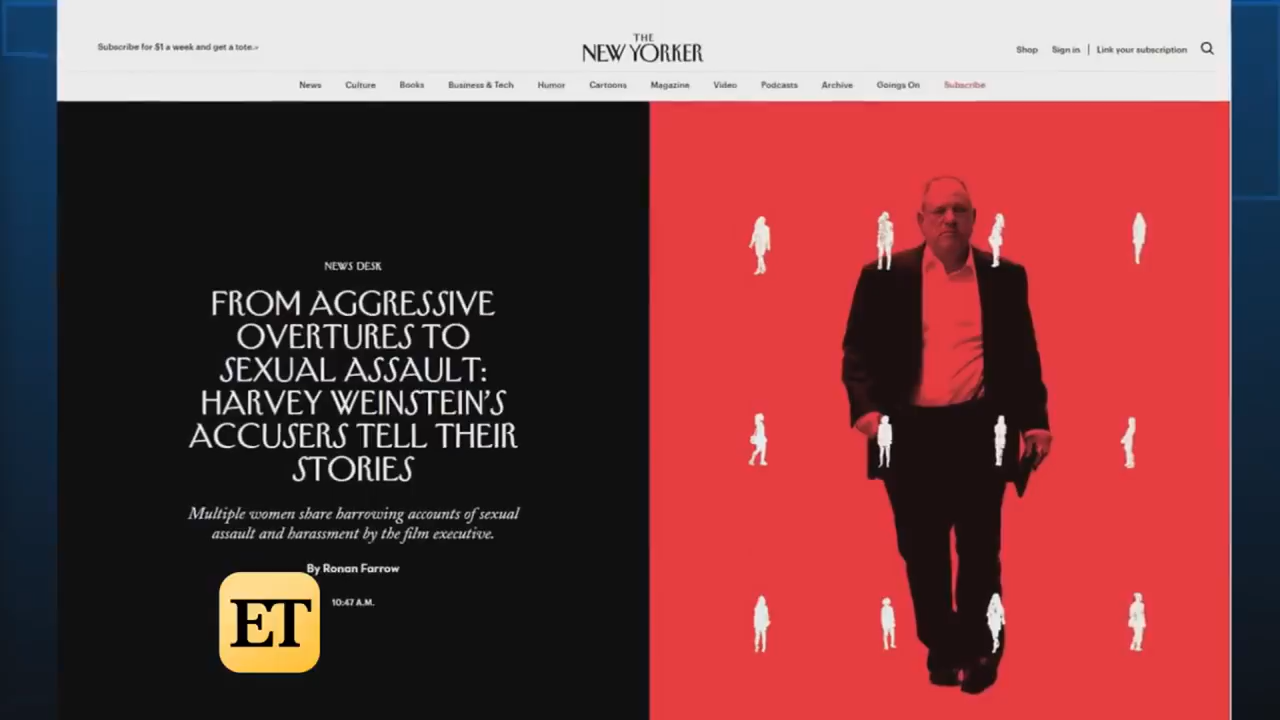 Subscribe for $1 a week and get a tote.»
THE
NEW YORKER
Shop Sign in | Link your subscription
News Culture Books Business & Tech Humor Cartoons Magazine Video Podcasts Archive Goings On Subscribe
NEWS DESK
FROM AGGRESSIVE
OVERTURES TO
SEXUAL ASSAULT:
HARVEY WEINSTEIN'S
ACCUSERS TELL THEIR
STORIES
Multiple women share harrowing accounts of sexual
assault and harassment by the film executive.
By Ronan Farrow
10:47 A.M.
ET